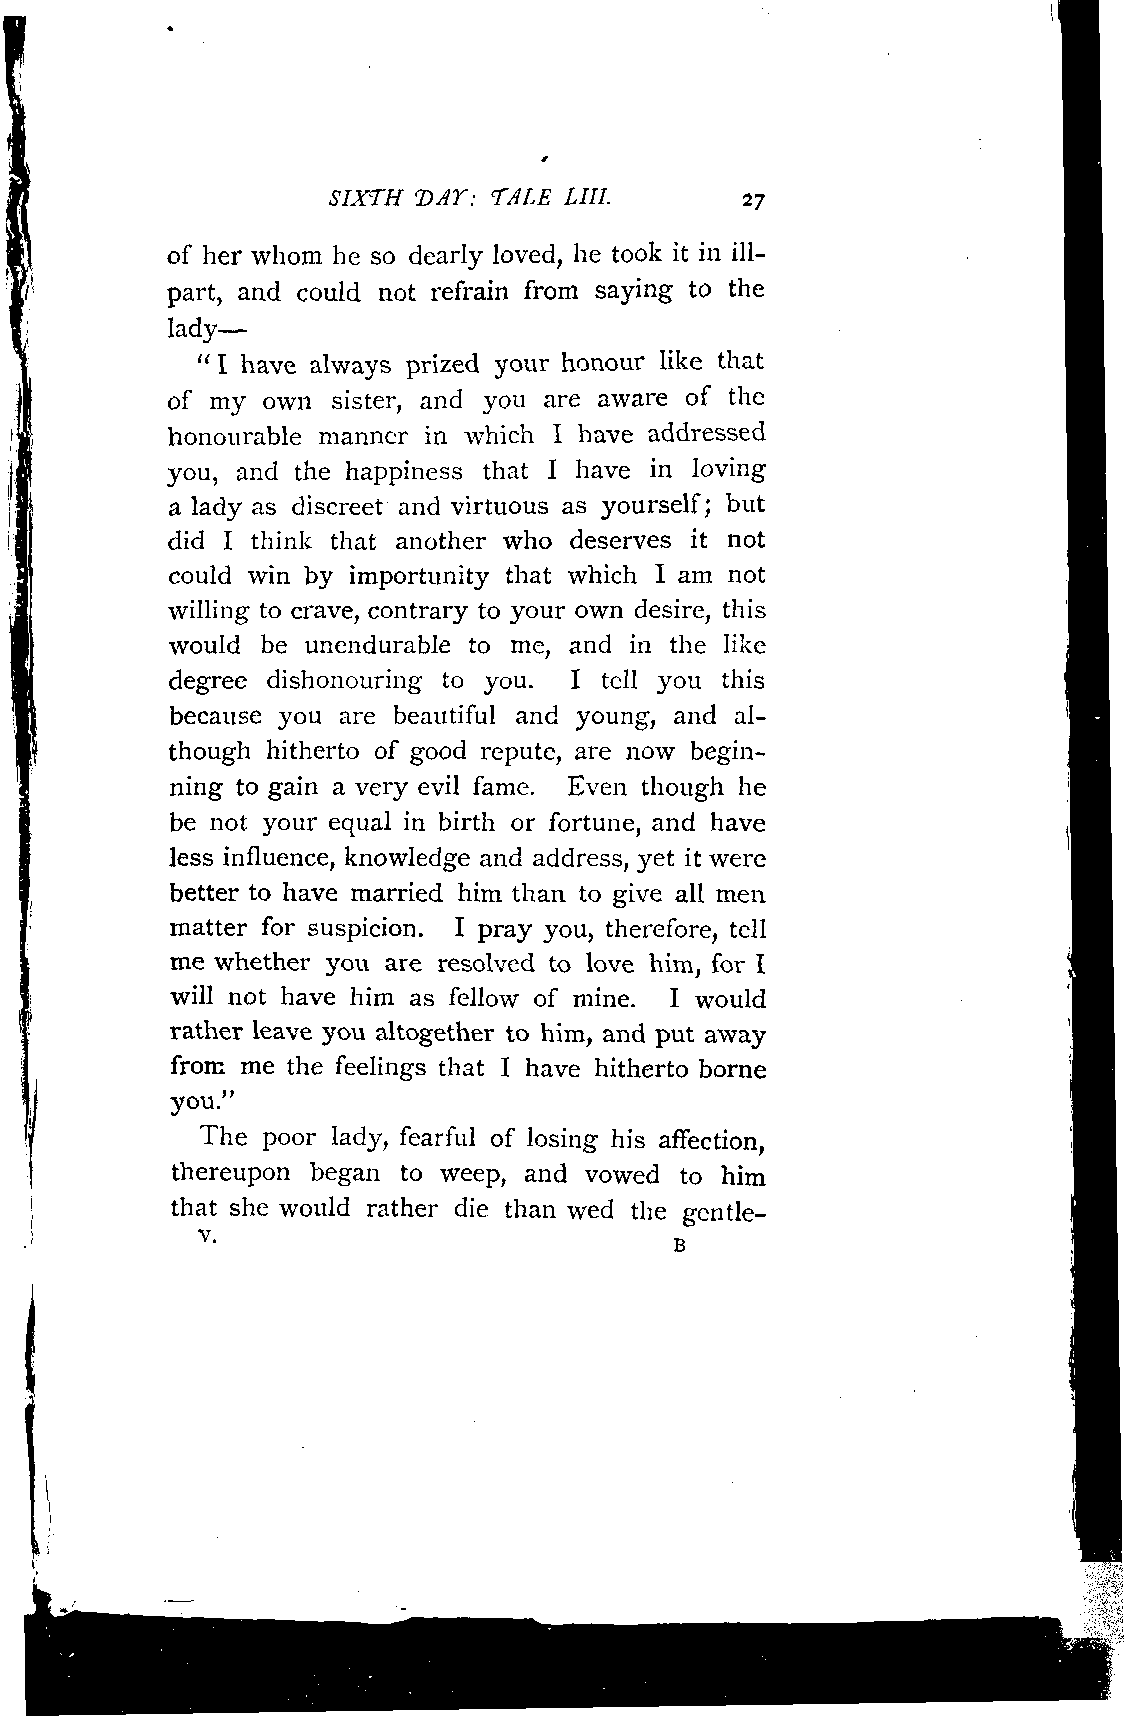 SIXTH DAY: TALE LIII. 27
of her whom he so dearly loved, he took it in ill-
part, and could not refrain from saying to the
lady—
“I have always prized your honour like that
of my own sister, and you are aware of the
honourable manner in which I have addressed
you, and the happiness that I have in loving
a lady as discreet and virtuous as yourself; but
did I think that another who deserves it not
could win by importunity that which I am not
willing to crave, contrary to your own desire, this
would be unendurable to me, and in the like
degree dishonouring to you. I tell you this
because you are beautiful and young, and al-
though hitherto of good repute, are now begin-
ning to gain a very evil fame. Even though he
be not your equal in birth or fortune, and have
less influence, knowledge and address, yet it were
better to have married him than to give all men
matter for suspicion. I pray you, therefore, tell
me whether you are resolved to love him, for I
will not have him as fellow of mine. I would
rather leave you altogether to him, and put away
from me the feelings that I have hitherto borne
you.”
The poor lady, fearful of losing his affection,
thereupon began to weep, and vowed to him
that she would rather die than wed the gentle-
V. B